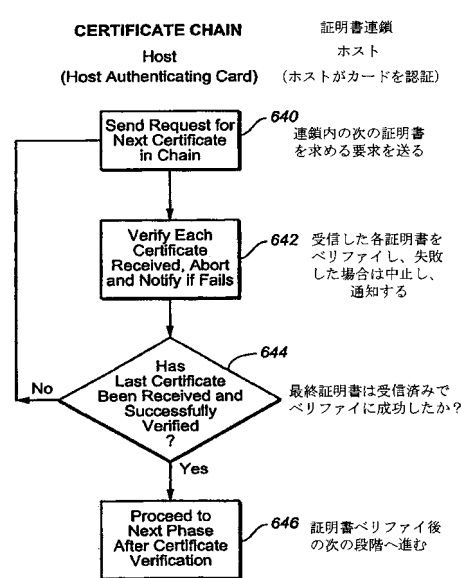 CERTIFICATE CHAIN
Host
(Host Authenticating Card)
証明書連鎖
ホスト
(ホストがカードを認証)
Send Request for
Next Certificate
in Chain
640
連鎖内の次の証明書
を求める要求を送る
Verify Each
Certificate
Received, Abort
and Notify if Fails
642
受信した各証明書を
ベリファイし、失敗
した場合は中止し、
通知する
Has
Last Certificate
Been Received and
Successfully
Verified
?
644
最終証明書は受信済みで
ベリファイに成功したか?
No
Yes
Proceed to
Next Phase
After Certificate
Verification
646
証明書ベリファイ後
の次の段階へ進む